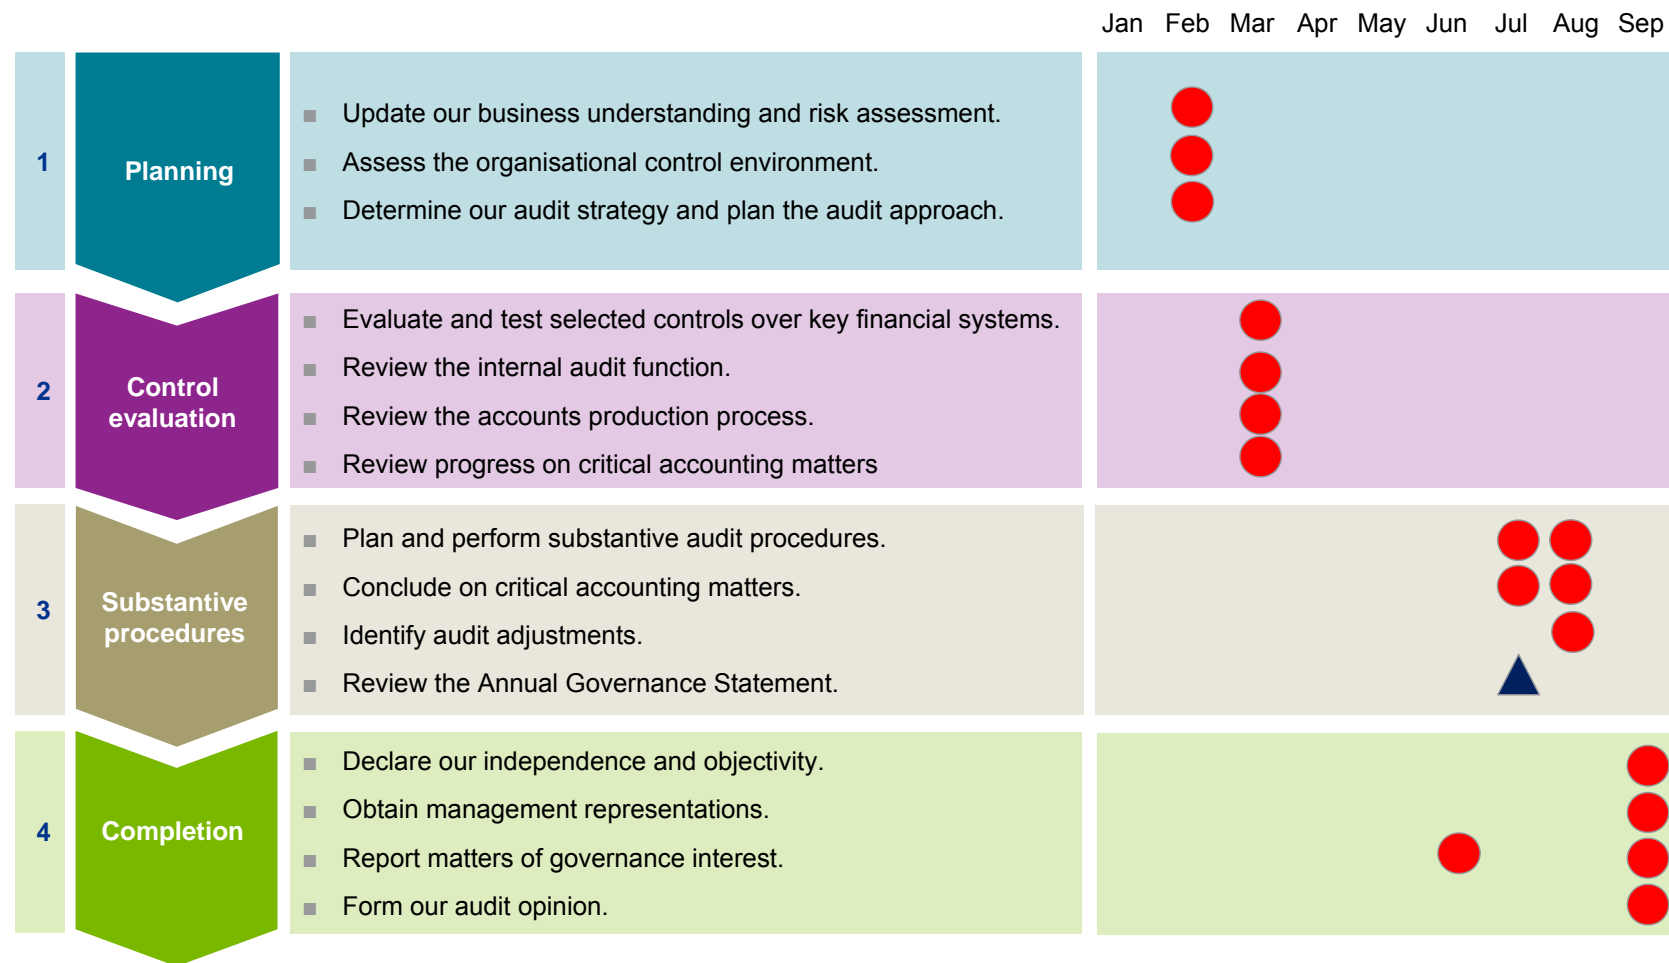 Jan Feb Mar Apr May Jun Jul Aug Sep
1
Planning
■ Update our business understanding and risk assessment.
■ Assess the organisational control environment.
■ Determine our audit strategy and plan the audit approach.
2
Control
evaluation
■ Evaluate and test selected controls over key financial systems.
■ Review the internal audit function.
■ Review the accounts production process.
■ Review progress on critical accounting matters
3
Substantive
procedures
■ Plan and perform substantive audit procedures.
■ Conclude on critical accounting matters.
■ Identify audit adjustments.
■ Review the Annual Governance Statement.
4
Completion
■ Declare our independence and objectivity.
■ Obtain management representations.
■ Report matters of governance interest.
■ Form our audit opinion.